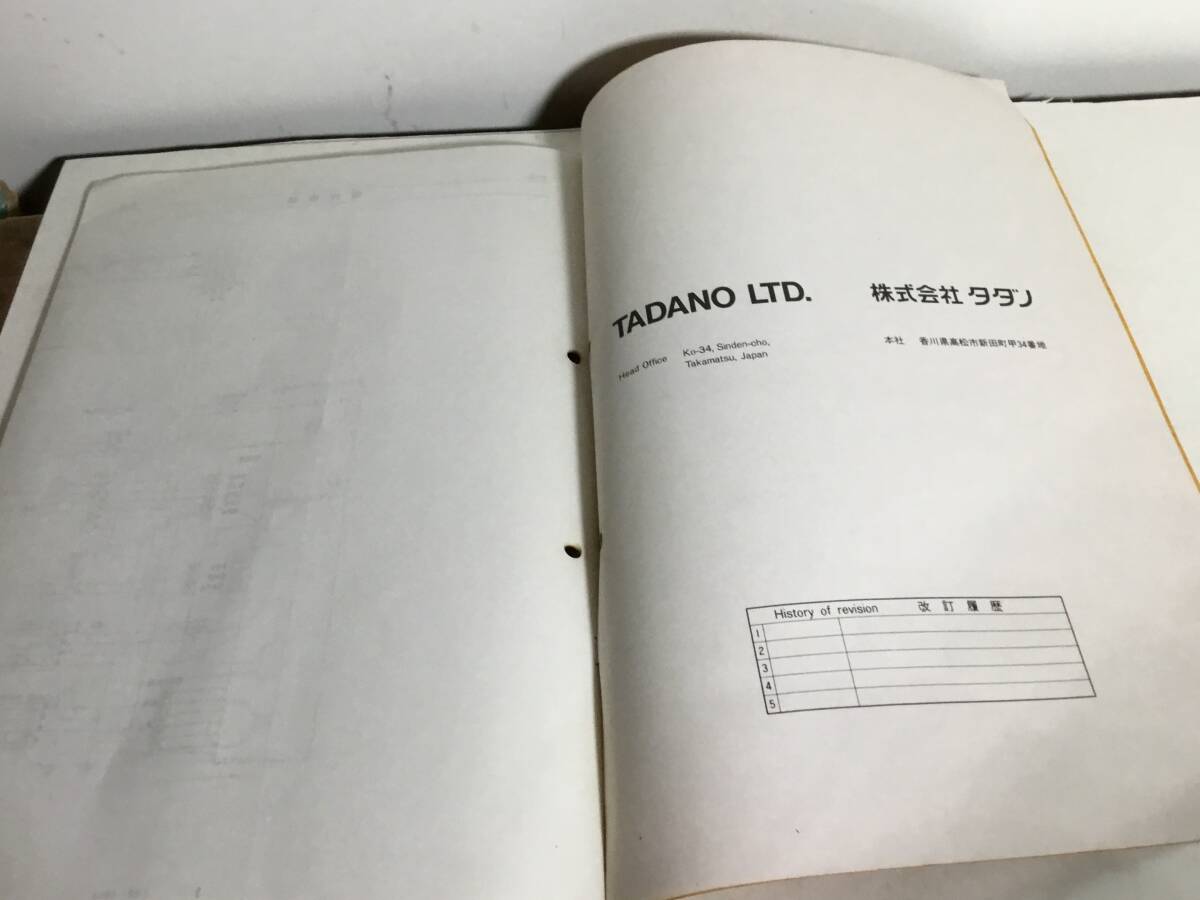 TADANO LTD.
Head Office Ko-34, Sinden-cho,
Takamatsu, Japan
株式会社 タダノ
本社 香川県高松市新田町甲34番地
History of revision 改訂履歴
1
2
3
4
5